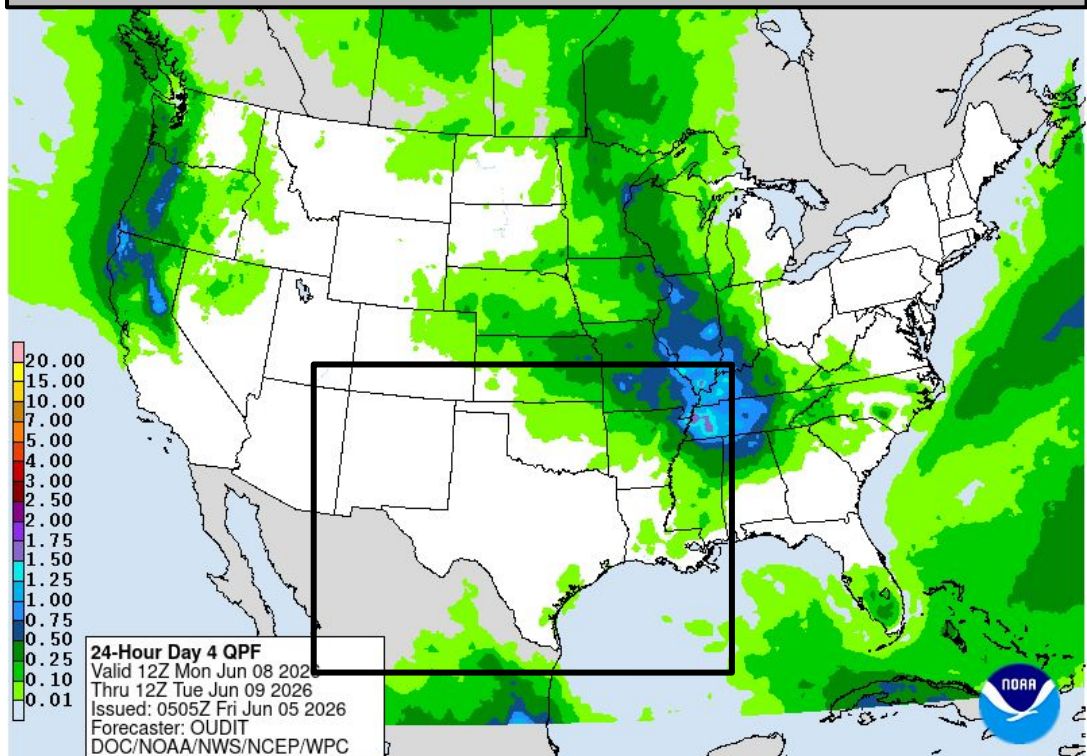 20.00
15.00
10.00
7.00
5.00
4.00
3.00
2.50
2.00
1.75
1.50
1.25
1.00
0.75
0.50
0.25
0.10
0.01
24-Hour Day 4 QPF
Valid 12Z Mon Jun 08 2026
Thru 12Z Tue Jun 09 2026
Issued: 0505Z Fri Jun 05 2026
Forecaster: OUDIT
DOC/NOAA/NWS/NCEP/WPC
NOAA